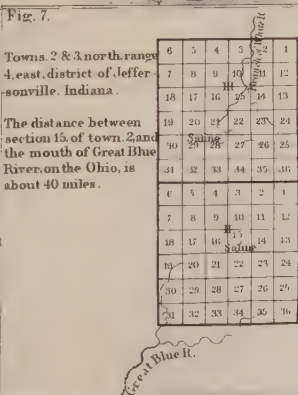 Fig. 7.
Towns. 2 & 3, north, range
4, east, district of Jeffer
sonville. Indiana.
The distance between
section 15. of town. 2, and
the mouth of Great Blue
River, on the Ohio, is
about 40 miles.
6 5 4 3 2 1
7 8 9 10 11 12
H
18 17 16 15 14 13
19 20 21 22 23 24
Saline
30 29 28 27 26 25
31 32 33 34 35 36
6 5 4 3 2 1
7 8 9 10 11 12
H 15
18 17 16 14 13
Saline
19 20 21 22 23 24
30 29 28 27 26 25
31 32 33 34 35 36
White R
Great Blue R.